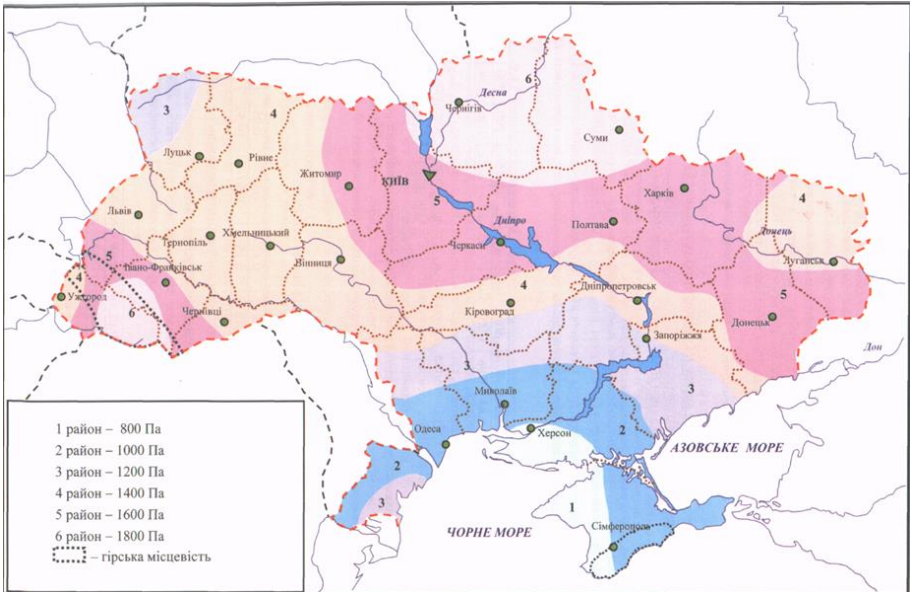 6
Десна
Чернігів
3
4
Суми
Луцьк
Рівне
Житомир
КИЇВ
Харків
5
4
Львів
Дніпро
Полтава
Тернопіль
Хмельницький
Черкаси
Донець
5
Івано-Франківськ
Вінниця
Луганськ
4
Ужгород
4
Дніпропетровськ
5
6
Чернівці
Кіровоград
Донецьк
Запоріжжя
Дон
3
3
Миколаїв
Одеса
Херсон
2
АЗОВСЬКЕ МОРЕ
2
3
1
ЧОРНЕ МОРЕ
Сімферополь
1 район – 800 Па
2 район – 1000 Па
3 район – 1200 Па
4 район – 1400 Па
5 район – 1600 Па
6 район – 1800 Па
– гірська місцевість